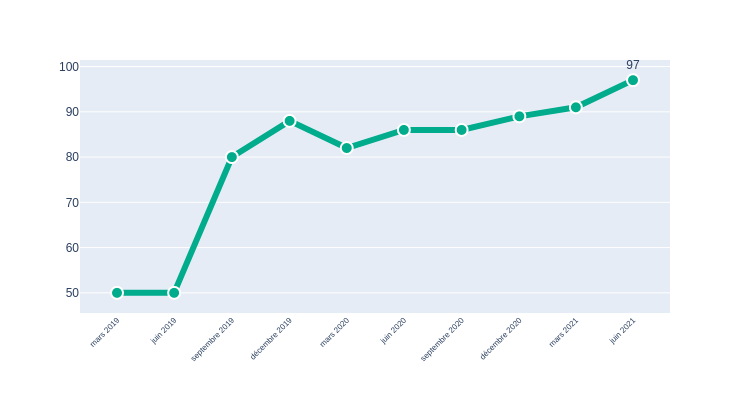 97
100
90
80
70
60
50
mars 2019
juin 2019
septembre 2019
décembre 2019
mars 2020
juin 2020
septembre 2020
décembre 2020
mars 2021
juin 2021